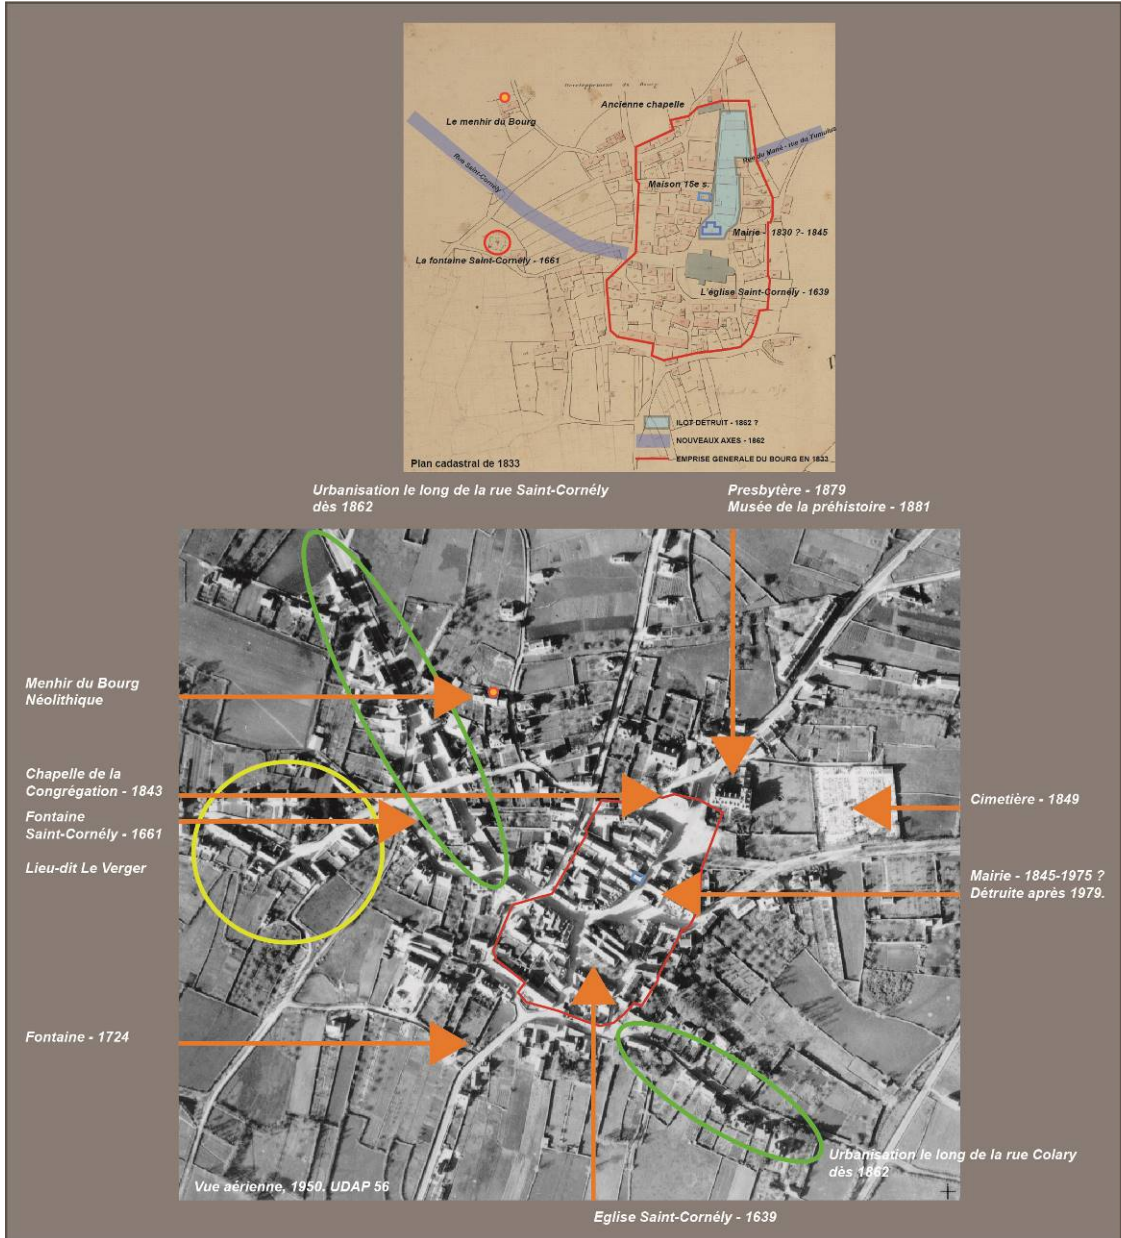 Developpement du Bourg
Ancienne chapelle
Le menhir du Bourg
Rue Saint-Cornély
Rue du Mané - rue du Tumulus
Maison 15e s.
Mairie - 1830 ?- 1845
La fontaine Saint-Cornély - 1661
L'église Saint-Cornély - 1639
ILOT DETRUIT - 1862 ?
NOUVEAUX AXES - 1862
EMPRISE GENERALE DU BOURG EN 1833
Plan cadastral de 1833
Urbanisation le long de la rue Saint-Cornély
dès 1862
Presbytère - 1879
Musée de la préhistoire - 1881
Menhir du Bourg
Néolithique
Chapelle de la
Congrégation - 1843
Fontaine
Saint-Cornély - 1661
Lieu-dit Le Verger
Cimetière - 1849
Mairie - 1845-1975 ?
Détruite après 1979.
Fontaine - 1724
Urbanisation le long de la rue Colary
dès 1862
Vue aérienne, 1950. UDAP 56
Eglise Saint-Cornély - 1639